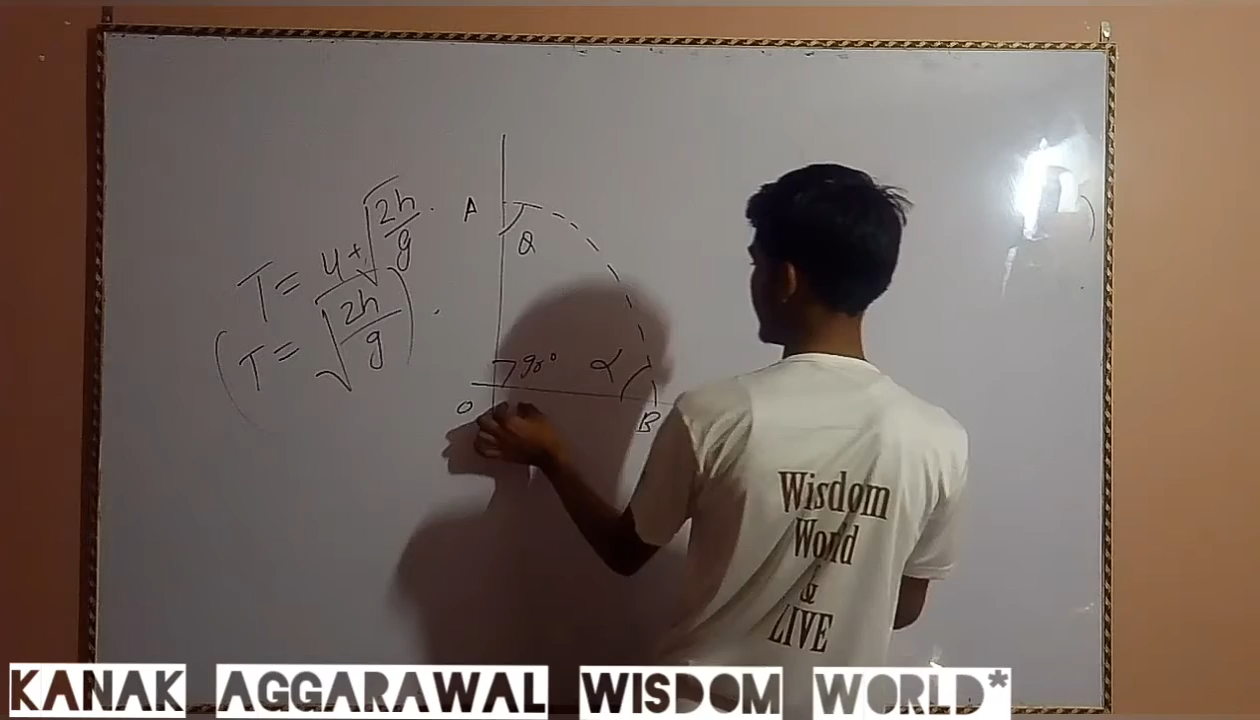 T = u + √2h/g .
(T = √2h/g) .
A
Q
90°
α
O
B
Wisdom
World
&
LIVE
KANAK AGGARAWAL WISDOM WORLD*